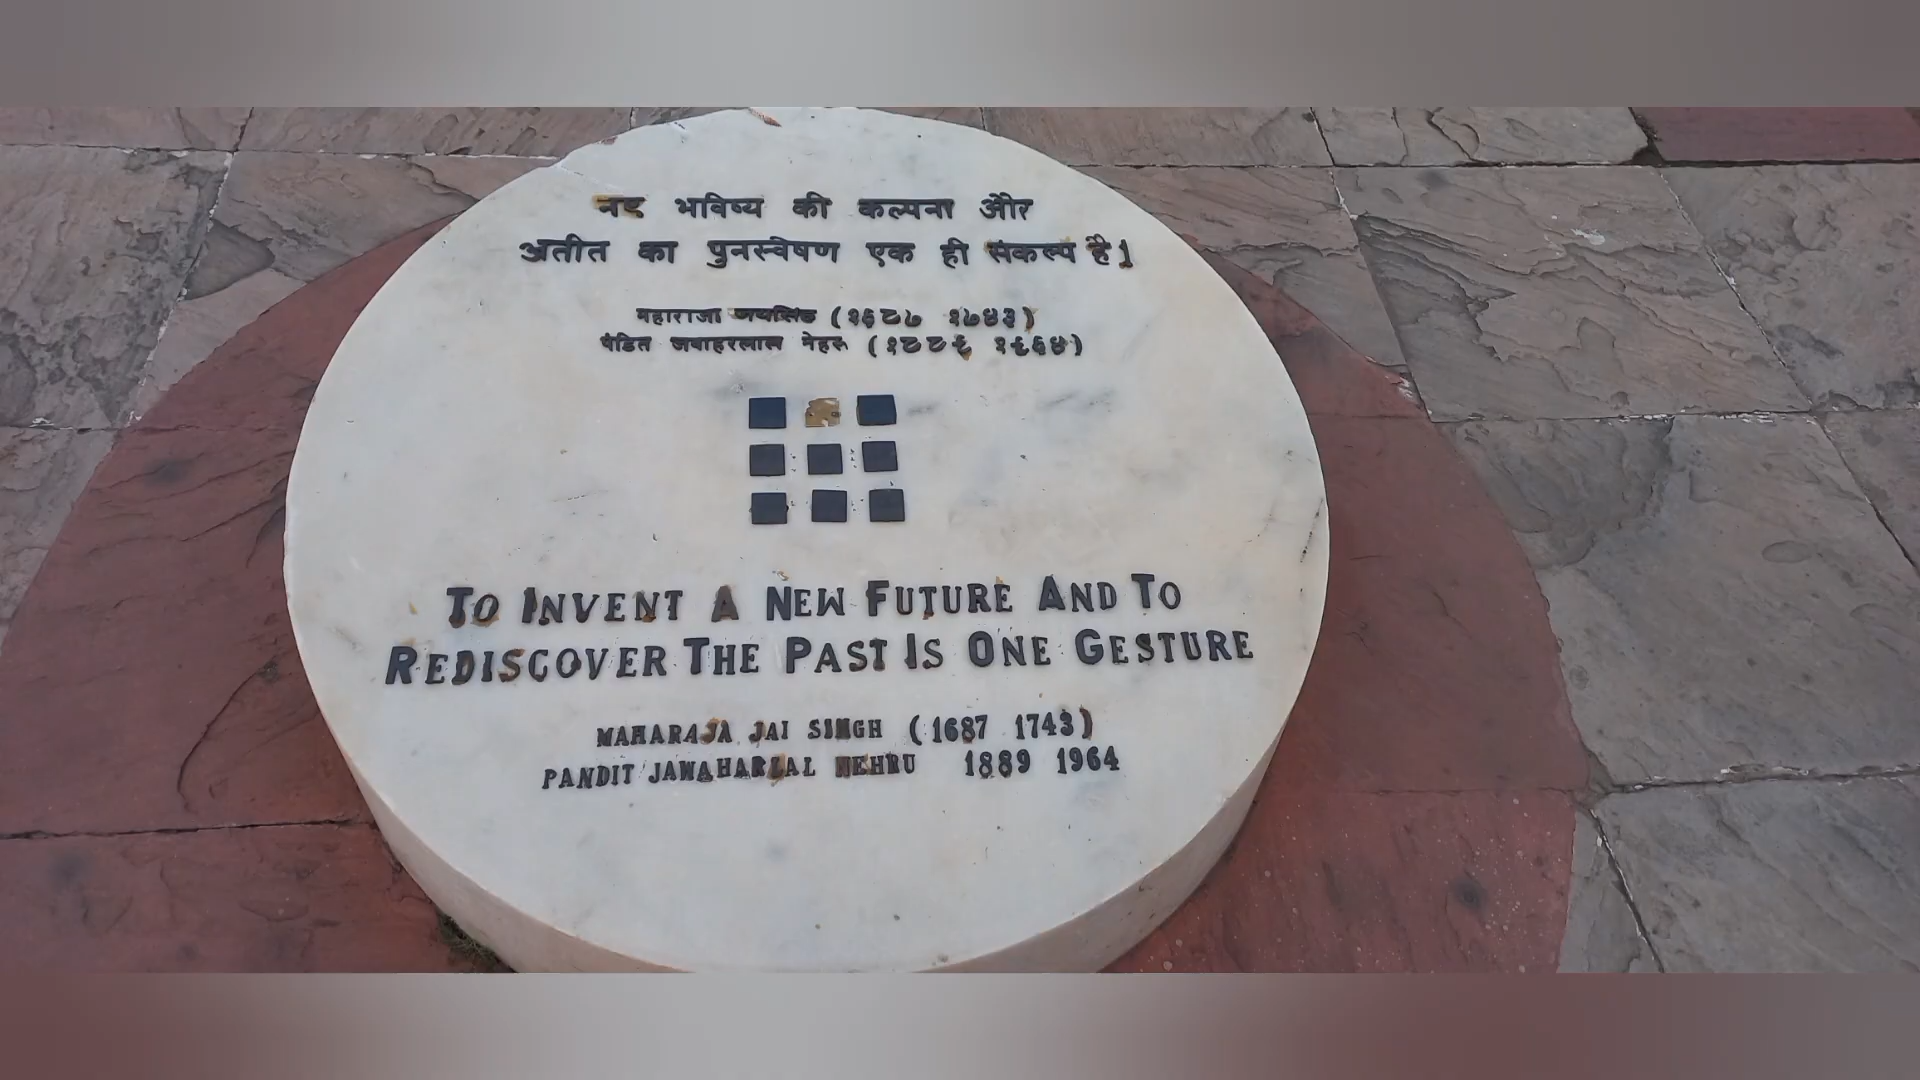 नए भविष्य की कल्पना और
अतीत का पुनरन्वेषण एक ही संकल्प है।
महाराजा जयसिंह (१६८७ १७४३)
पंडित जवाहरलाल नेहरू (१८८९ १९६४)
TO INVENT A NEW FUTURE AND TO
REDISCOVER THE PAST IS ONE GESTURE
MAHARAJA JAI SINGH (1687 1743)
PANDIT JAWAHARLAL NEHRU 1889 1964